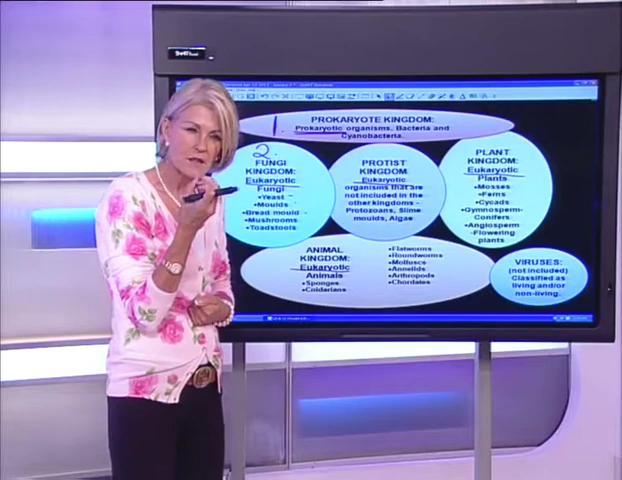 PROKARYOTE KINGDOM:
Prokaryotic organisms. Bacteria and
Cyanobacteria.
1
2
FUNGI
KINGDOM:
Eukaryotic
Fungi
•Yeast
•Moulds
•Bread mould
•Mushrooms
•Toadstools
PROTIST
KINGDOM:
Eukaryotic
organisms that are
not included in the
other kingdoms -
Protozoans, Slime
moulds, Algae
PLANT
KINGDOM:
Eukaryotic
Plants
•Mosses
•Ferns
•Cycads
•Gymnosperm-
Conifers
•Angiosperm
-Flowering
plants
ANIMAL
KINGDOM:
Eukaryotic
Animals
•Sponges
•Cnidarians
•Flatworms
•Roundworms
•Molluscs
•Annelids
•Arthropods
•Chordates
VIRUSES:
(not included)
Classified as
living and/or
non-living.